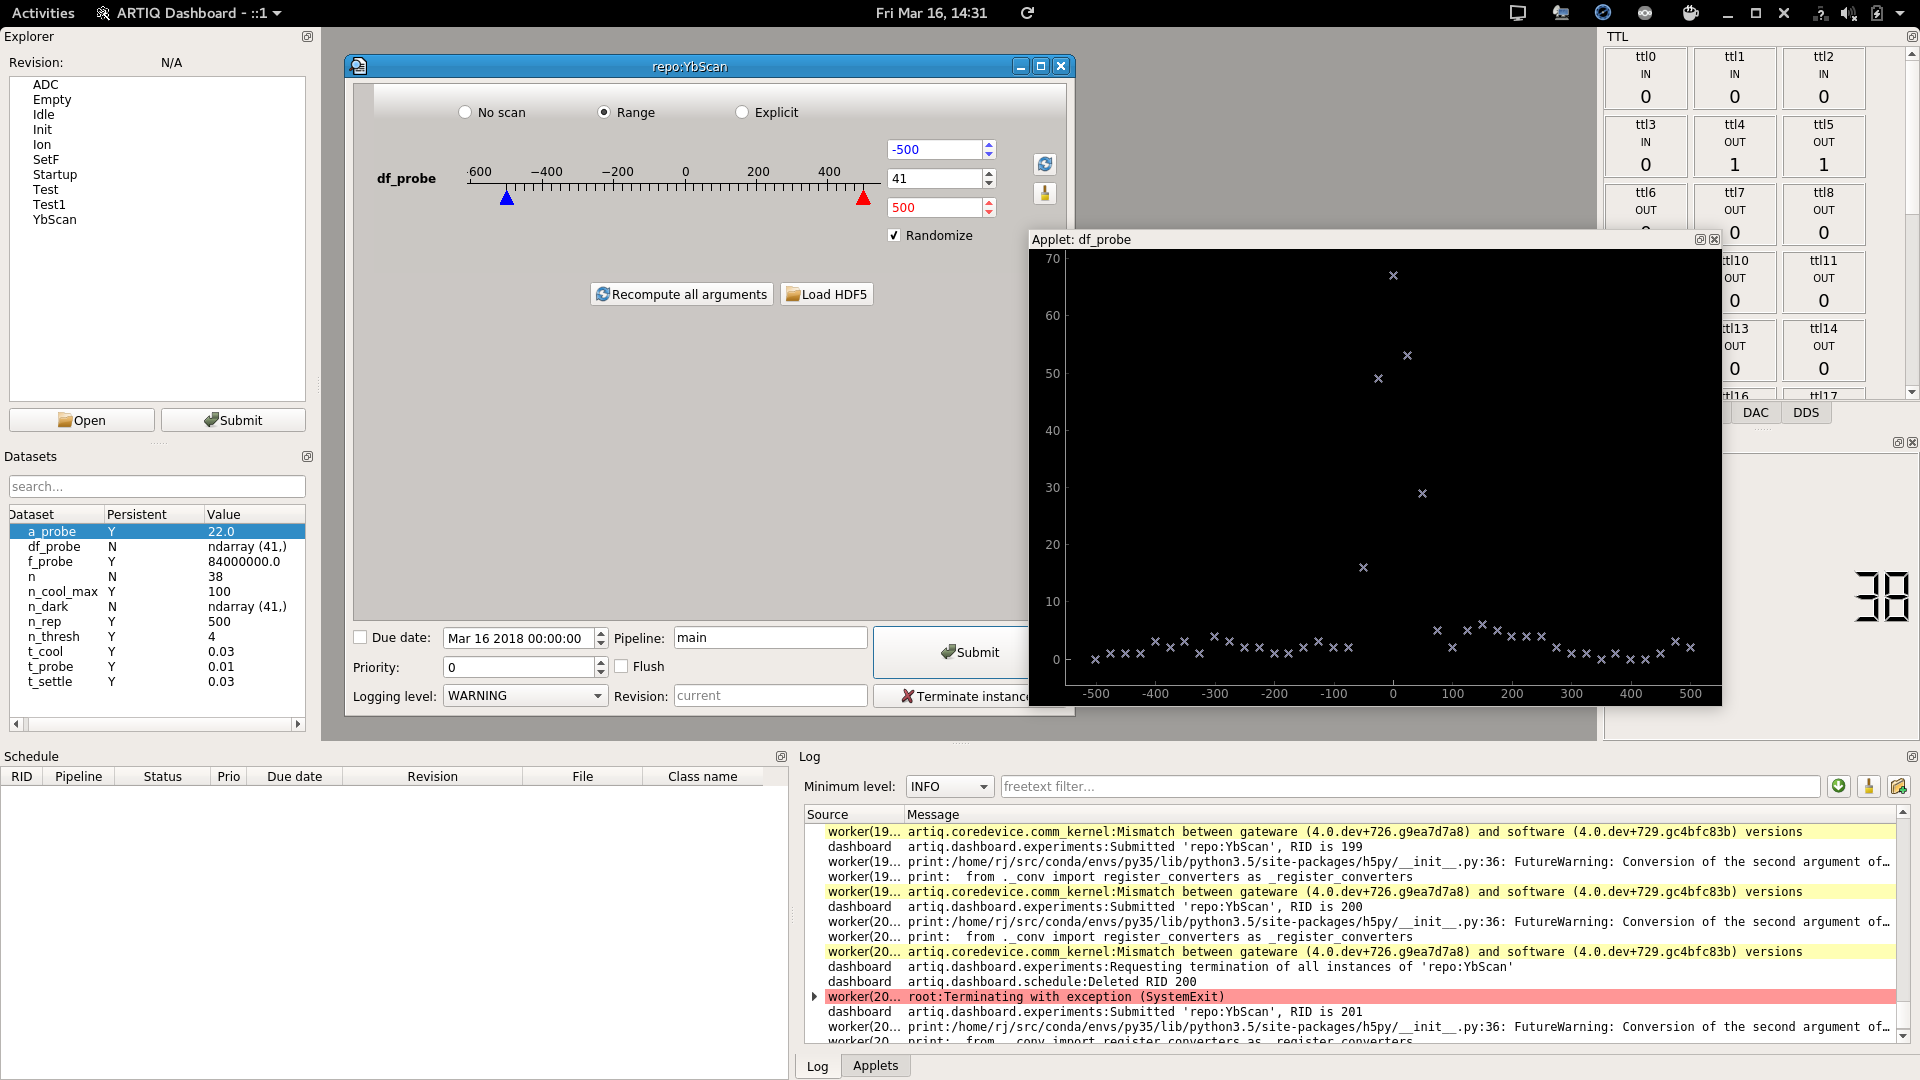 Activities ARTIQ Dashboard - ::1 Fri Mar 16, 14:31
Explorer
Revision: N/A
ADC
Empty
Idle
Init
Ion
SetF
Startup
Test
Test1
YbScan
Open Submit
Datasets
search...
Dataset Persistent Value
a_probe Y 22.0
df_probe N ndarray (41,)
f_probe Y 84000000.0
n N 38
n_cool_max Y 100
n_dark N ndarray (41,)
n_rep Y 500
n_thresh Y 4
t_cool Y 0.03
t_probe Y 0.01
t_settle Y 0.03
repo:YbScan
No scan Range Explicit
-500
-600 −400 −200 0 200 400
df_probe 41
500
Randomize
Recompute all arguments Load HDF5
Due date: Mar 16 2018 00:00:00 Pipeline: main
Submit
Priority: 0 Flush
Logging level: WARNING Revision: current Terminate instanc
Applet: df_probe
70
60
50
40
30
20
10
0
-500 -400 -300 -200 -100 0 100 200 300 400 500
TTL
ttl0 ttl1 ttl2
IN IN IN
0 0 0
ttl3 ttl4 ttl5
IN OUT OUT
0 1 1
ttl6 ttl7 ttl8
OUT OUT OUT
0 0 0
ttl10 ttl11
OUT OUT
0 0
ttl13 ttl14
OUT OUT
0 0
ttl16 ttl17
DAC DDS
38
Schedule
RID Pipeline Status Prio Due date Revision File Class name
Log
Minimum level: INFO freetext filter...
Source Message
worker(19... artiq.coredevice.comm_kernel:Mismatch between gateware (4.0.dev+726.g9ea7d7a8) and software (4.0.dev+729.gc4bfc83b) versions
dashboard artiq.dashboard.experiments:Submitted 'repo:YbScan', RID is 199
worker(19... print:/home/rj/src/conda/envs/py35/lib/python3.5/site-packages/h5py/__init__.py:36: FutureWarning: Conversion of the second argument of...
worker(19... print: from ._conv import register_converters as _register_converters
worker(19... artiq.coredevice.comm_kernel:Mismatch between gateware (4.0.dev+726.g9ea7d7a8) and software (4.0.dev+729.gc4bfc83b) versions
dashboard artiq.dashboard.experiments:Submitted 'repo:YbScan', RID is 200
worker(20... print:/home/rj/src/conda/envs/py35/lib/python3.5/site-packages/h5py/__init__.py:36: FutureWarning: Conversion of the second argument of...
worker(20... print: from ._conv import register_converters as _register_converters
worker(20... artiq.coredevice.comm_kernel:Mismatch between gateware (4.0.dev+726.g9ea7d7a8) and software (4.0.dev+729.gc4bfc83b) versions
dashboard artiq.dashboard.experiments:Requesting termination of all instances of 'repo:YbScan'
dashboard artiq.dashboard.schedule:Deleted RID 200
worker(20... root:Terminating with exception (SystemExit)
dashboard artiq.dashboard.experiments:Submitted 'repo:YbScan', RID is 201
worker(20... print:/home/rj/src/conda/envs/py35/lib/python3.5/site-packages/h5py/__init__.py:36: FutureWarning: Conversion of the second argument of...
worker(20... print: from ._conv import register_converters as _register_converters
Log Applets